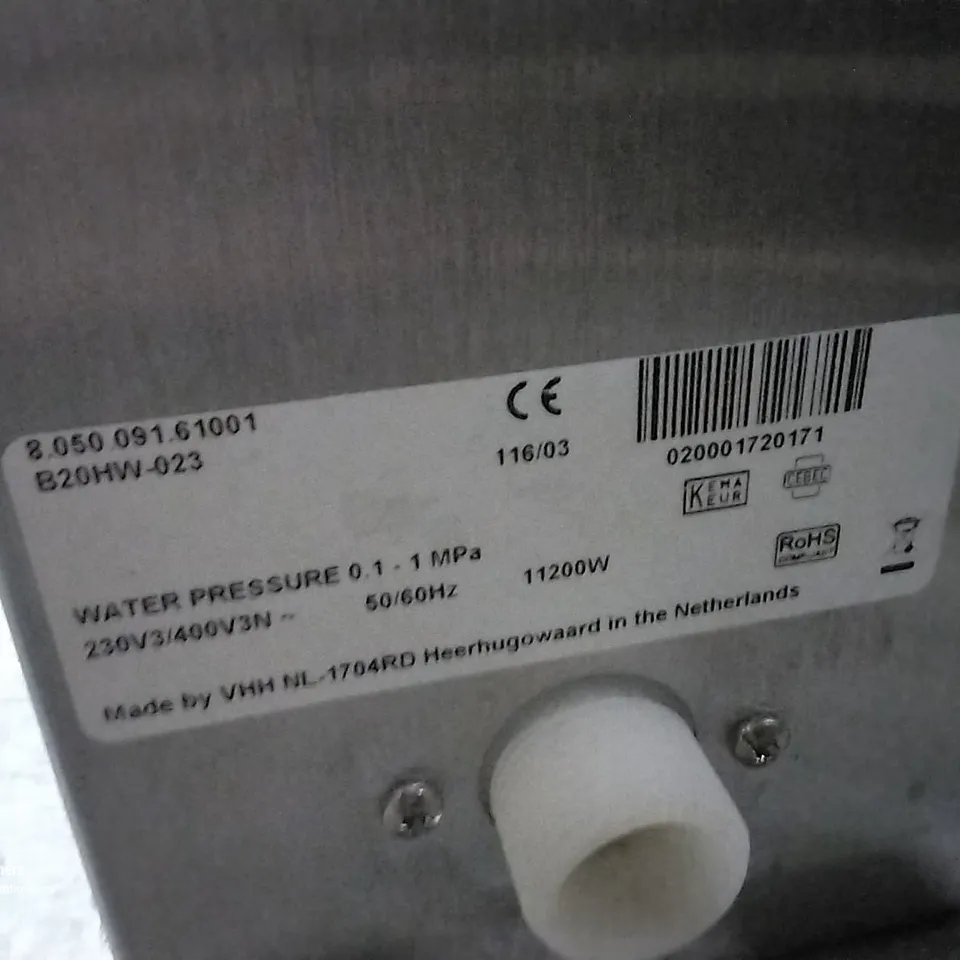 8.050.091.61001
B20HW-023
CE
116/03
020001720171
KEMA
KEUR
CEBEC
RoHS
COMPLIANT
WATER PRESSURE 0.1 - 1 MPa
230V3/400V3N ~ 50/60Hz 11200W
Made by VHH NL-1704RD Heerhugowaard in the Netherlands